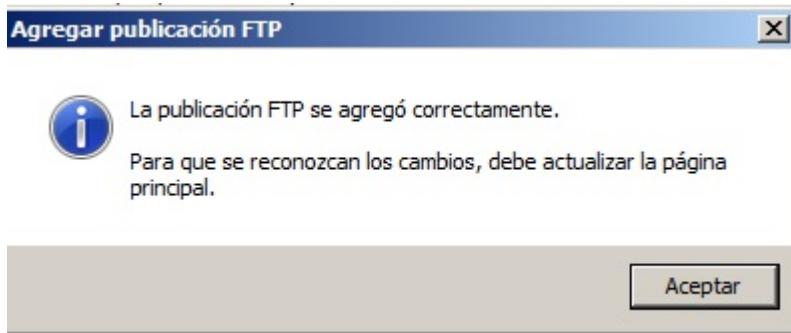 Agregar publicación FTP
La publicación FTP se agregó correctamente.
Para que se reconozcan los cambios, debe actualizar la página
principal.
Aceptar